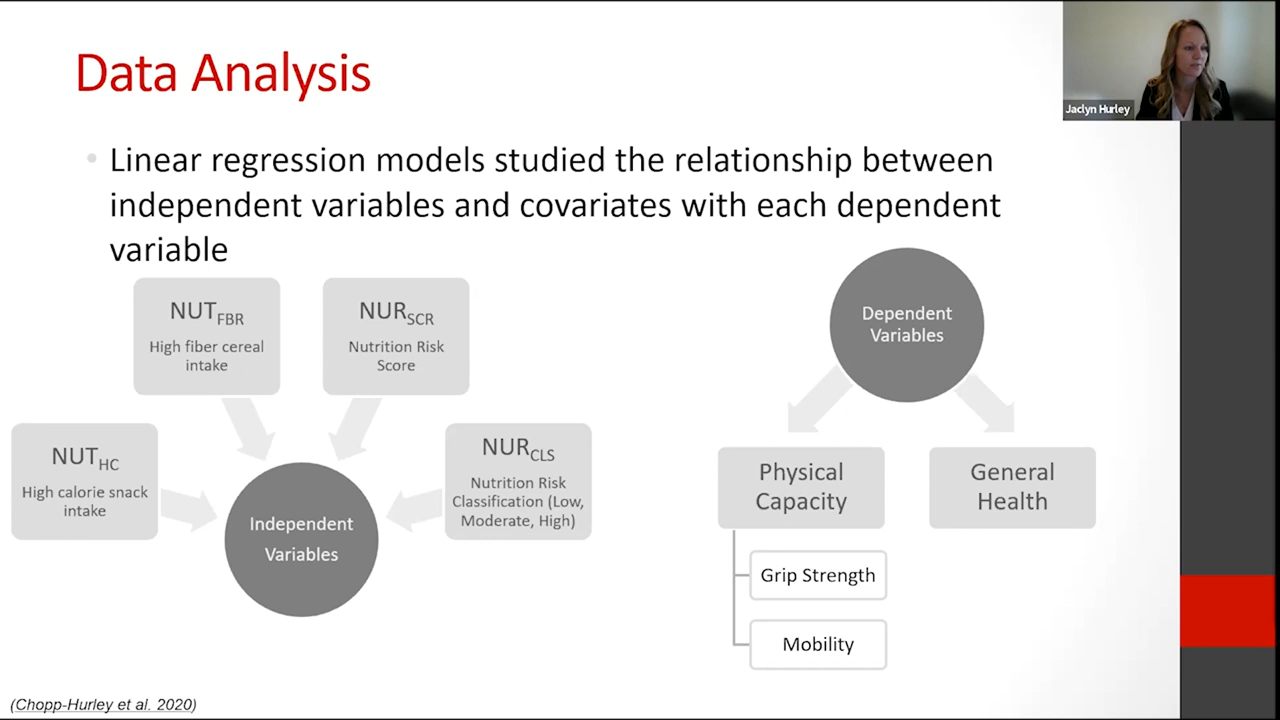 Data Analysis
Jaclyn Hurley
• Linear regression models studied the relationship between
independent variables and covariates with each dependent
variable
NUT_FBR
High fiber cereal
intake
NUR_SCR
Nutrition Risk
Score
NUT_HC
High calorie snack
intake
NUR_CLS
Nutrition Risk
Classification (Low,
Moderate, High)
Independent
Variables
Dependent
Variables
Physical
Capacity
General
Health
Grip Strength
Mobility
(Chopp-Hurley et al. 2020)